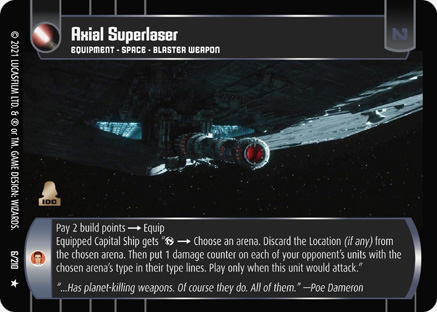 Axial Superlaser
EQUIPMENT - SPACE - BLASTER WEAPON
N
© 2021 LUCASFILM LTD. & ® or TM. GAME DESIGN: WIZARDS.
6/210
IDC
Pay 2 build points → Equip
Equipped Capital Ship gets “ → Choose an arena. Discard the Location (if any) from
the chosen arena. Then put 1 damage counter on each of your opponent's units with the
chosen arena's type in their type lines. Play only when this unit would attack.”
“...Has planet-killing weapons. Of course they do. All of them.” —Poe Dameron